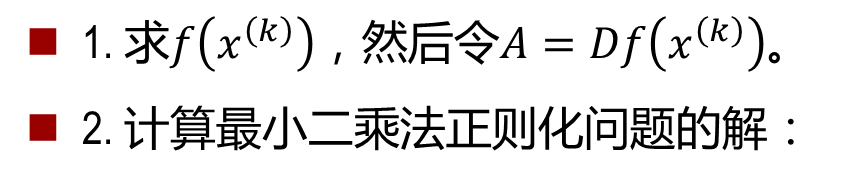 ■ 1. 求f(x^(k))，然后令A = Df(x^(k))。
■ 2. 计算最小二乘法正则化问题的解：